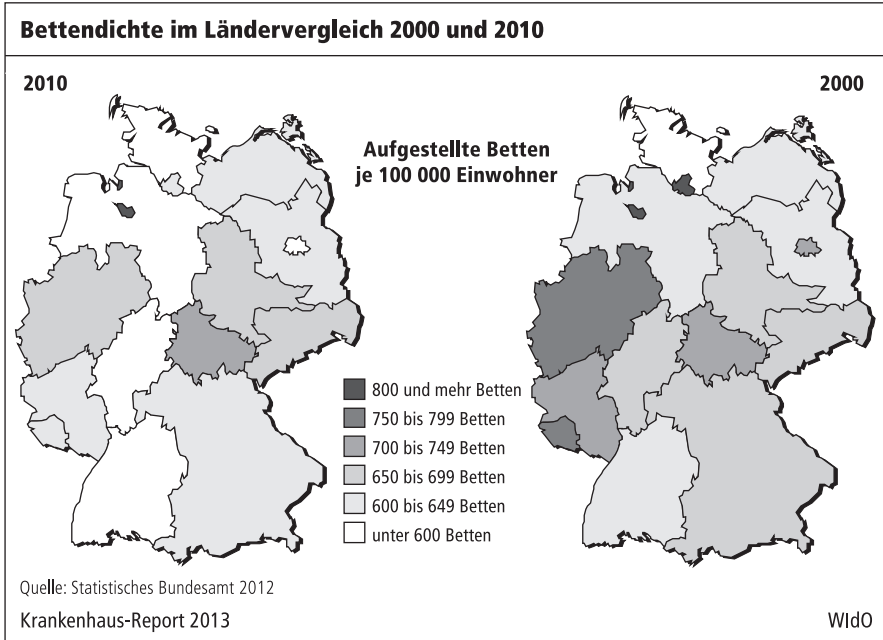 Bettendichte im Ländervergleich 2000 und 2010
2010
2000
Aufgestellte Betten
je 100 000 Einwohner
800 und mehr Betten
750 bis 799 Betten
700 bis 749 Betten
650 bis 699 Betten
600 bis 649 Betten
unter 600 Betten
Quelle: Statistisches Bundesamt 2012
Krankenhaus-Report 2013
WIdO